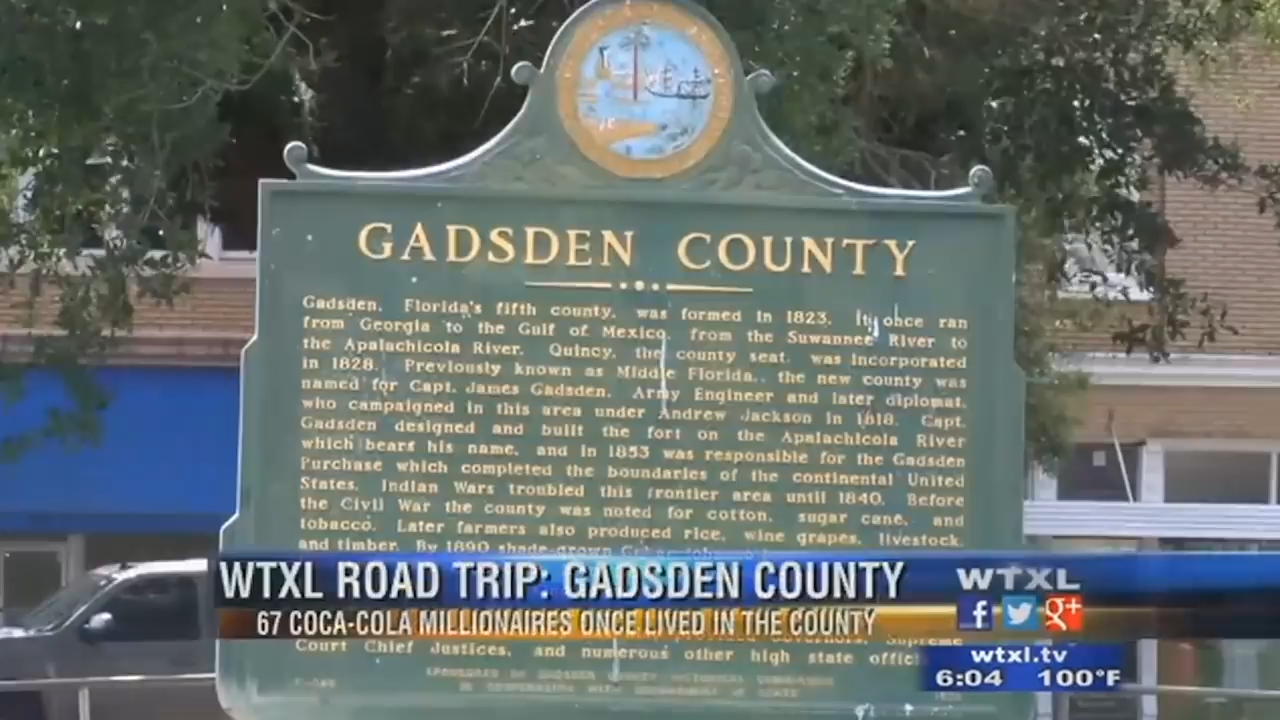 GADSDEN COUNTY
Gadsden, Florida's fifth county, was formed in 1823. It once ran
from Georgia to the Gulf of Mexico, from the Suwannee River to
the Apalachicola River. Quincy, the county seat, was incorporated
in 1828. Previously known as Middle Florida, the new county was
named for Capt. James Gadsden, Army Engineer and later diplomat,
who campaigned in this area under Andrew Jackson in 1818. Capt.
Gadsden designed and built the fort on the Apalachicola River
which bears his name, and in 1853 was responsible for the Gadsden
Purchase which completed the boundaries of the continental United
States. Indian Wars troubled this frontier area until 1840. Before
the Civil War the county was noted for cotton, sugar cane, and
tobacco. Later farmers also produced rice, wine grapes, livestock,
and timber. By 1890 shade-grown
WTXL ROAD TRIP: GADSDEN COUNTY
67 COCA-COLA MILLIONAIRES ONCE LIVED IN THE COUNTY
WTXL
f g+
Governors, Supreme
Court Chief Justices, and numerous other high state offici
wtxl.tv
6:04 100°F